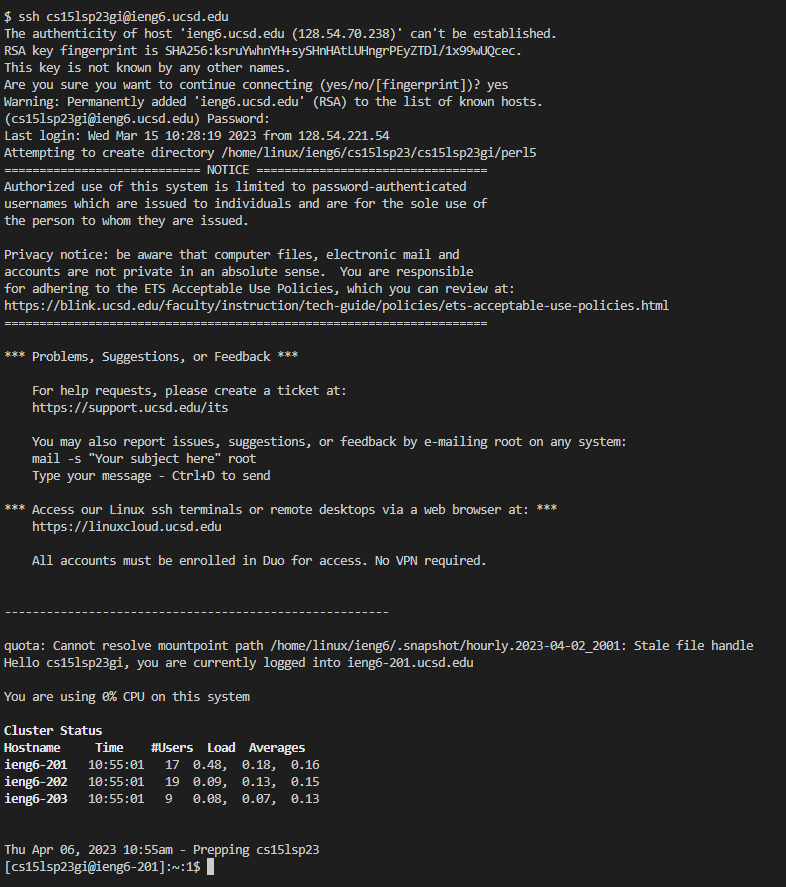 $ ssh cs15lsp23gi@ieng6.ucsd.edu
The authenticity of host 'ieng6.ucsd.edu (128.54.70.238)' can't be established.
RSA key fingerprint is SHA256:ksruYwhnYH+sySHnHAtLUHngrPEyZTDl/1x99wUQcec.
This key is not known by any other names.
Are you sure you want to continue connecting (yes/no/[fingerprint])? yes
Warning: Permanently added 'ieng6.ucsd.edu' (RSA) to the list of known hosts.
(cs15lsp23gi@ieng6.ucsd.edu) Password:
Last login: Wed Mar 15 10:28:19 2023 from 128.54.221.54
Attempting to create directory /home/linux/ieng6/cs15lsp23/cs15lsp23gi/perl5
============================ NOTICE =================================
Authorized use of this system is limited to password-authenticated
usernames which are issued to individuals and are for the sole use of
the person to whom they are issued.

Privacy notice: be aware that computer files, electronic mail and
accounts are not private in an absolute sense.  You are responsible
for adhering to the ETS Acceptable Use Policies, which you can review at:
https://blink.ucsd.edu/faculty/instruction/tech-guide/policies/ets-acceptable-use-policies.html
=====================================================================

*** Problems, Suggestions, or Feedback ***

    For help requests, please create a ticket at:
    https://support.ucsd.edu/its

    You may also report issues, suggestions, or feedback by e-mailing root on any system:
    mail -s "Your subject here" root
    Type your message - Ctrl+D to send

*** Access our Linux ssh terminals or remote desktops via a web browser at: ***
    https://linuxcloud.ucsd.edu

    All accounts must be enrolled in Duo for access. No VPN required.

-------------------------------------------------------

quota: Cannot resolve mountpoint path /home/linux/ieng6/.snapshot/hourly.2023-04-02_2001: Stale file handle
Hello cs15lsp23gi, you are currently logged into ieng6-201.ucsd.edu

You are using 0% CPU on this system

Cluster Status
Hostname     Time    #Users  Load  Averages
ieng6-201   10:55:01   17  0.48,  0.18,  0.16
ieng6-202   10:55:01   19  0.09,  0.13,  0.15
ieng6-203   10:55:01   9   0.08,  0.07,  0.13

Thu Apr 06, 2023 10:55am - Prepping cs15lsp23
[cs15lsp23gi@ieng6-201]:~:1$